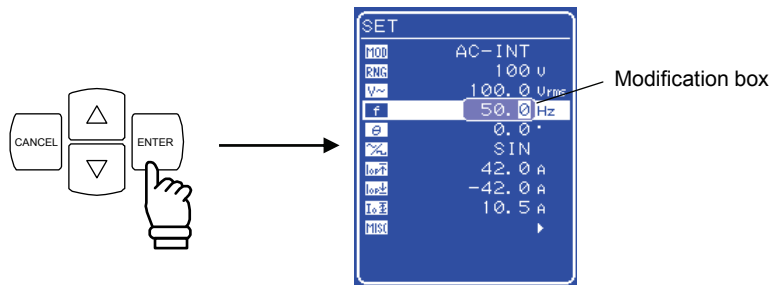 CANCEL
ENTER
SET
MOD AC-INT
RNG 100 V
V~ 100.0 Vrms
f 50.0 Hz
θ 0.0 °
SIN
42.0 A
-42.0 A
10.5 A
MISC
Modification box